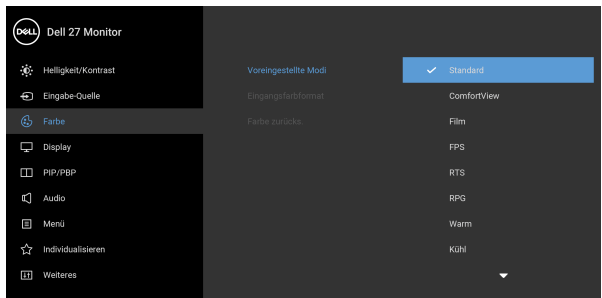 DELL Dell 27 Monitor
Helligkeit/Kontrast Voreingestellte Modi Standard
Eingabe-Quelle Eingangsfarbformat ComfortView
Farbe Farbe zurücks. Film
Display FPS
PIP/PBP RTS
Audio RPG
Menü Warm
Individualisieren Kühl
Weiteres